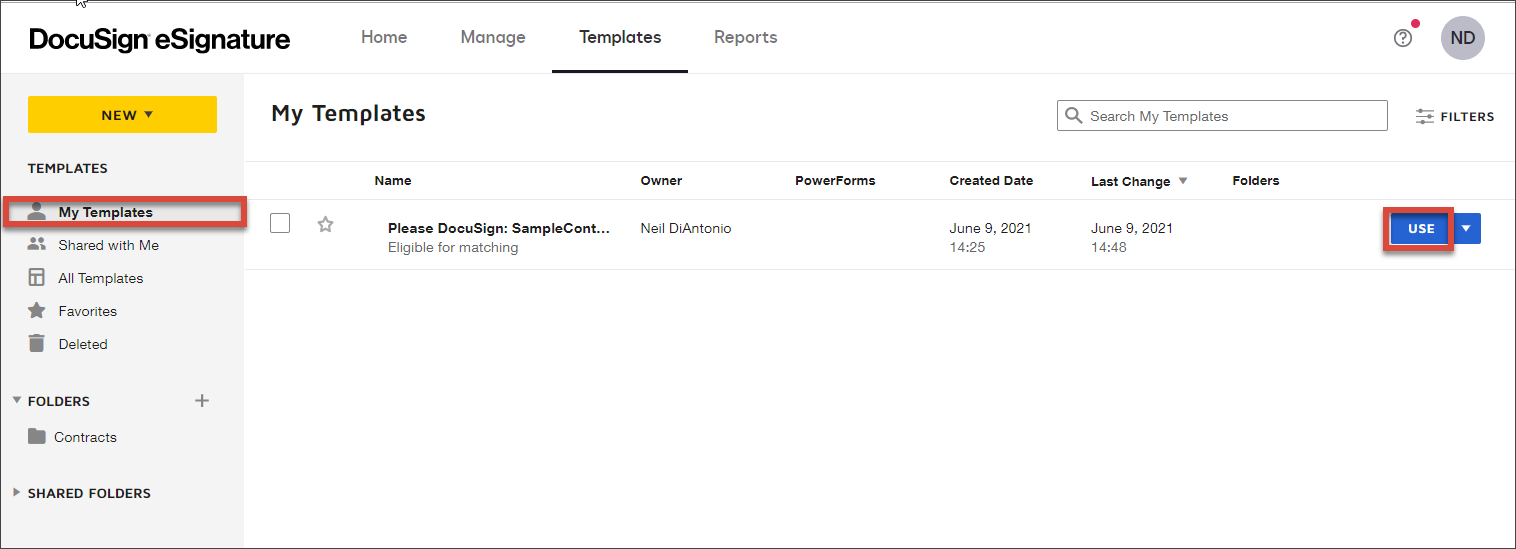 DocuSign eSignature
Home
Manage
Templates
Reports
ND
NEW
TEMPLATES
My Templates
Shared with Me
All Templates
Favorites
Deleted
FOLDERS
Contracts
SHARED FOLDERS
My Templates
Search My Templates
FILTERS
Name Owner PowerForms Created Date Last Change Folders
Please DocuSign: SampleCont... Neil DiAntonio June 9, 2021 June 9, 2021 USE
Eligible for matching 14:25 14:48